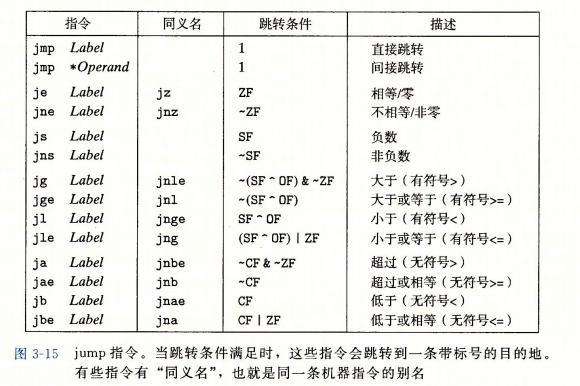 指令 同义名 跳转条件 描述
jmp Label 1 直接跳转
jmp *Operand 1 间接跳转
je Label jz ZF 相等/零
jne Label jnz ~ZF 不相等/非零
js Label SF 负数
jns Label ~SF 非负数
jg Label jnle ~(SF ^ OF) & ~ZF 大于（有符号>）
jge Label jnl ~(SF ^ OF) 大于或等于（有符号>=）
jl Label jnge SF ^ OF 小于（有符号<）
jle Label jng (SF ^ OF) | ZF 小于或等于（有符号<=）
ja Label jnbe ~CF & ~ZF 超过（无符号>）
jae Label jnb ~CF 超过或相等（无符号>=）
jb Label jnae CF 低于（无符号<）
jbe Label jna CF | ZF 低于或相等（无符号<=）
图 3-15 jump 指令。当跳转条件满足时，这些指令会跳转到一条带标号的目的地。
有些指令有“同义名”，也就是同一条机器指令的别名